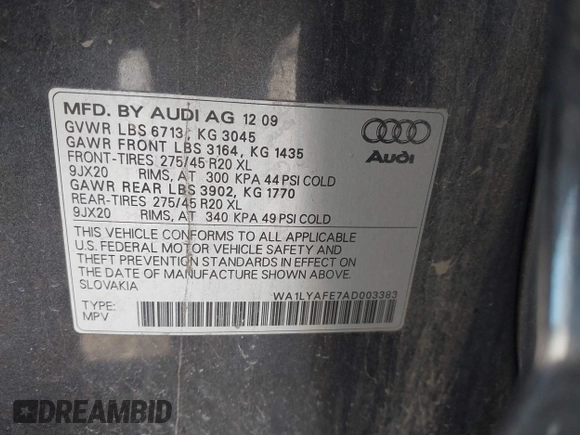 MFD. BY AUDI AG 12 09
GVWR LBS 6713, KG 3045
GAWR FRONT LBS 3164, KG 1435
FRONT-TIRES 275/45 R20 XL
9JX20 RIMS, AT 300 KPA 44 PSI COLD
GAWR REAR LBS 3902, KG 1770
REAR-TIRES 275/45 R20 XL
9JX20 RIMS, AT 340 KPA 49 PSI COLD
Audi
THIS VEHICLE CONFORMS TO ALL APPLICABLE
U.S. FEDERAL MOTOR VEHICLE SAFETY AND
THEFT PREVENTION STANDARDS IN EFFECT ON
THE DATE OF MANUFACTURE SHOWN ABOVE.
SLOVAKIA
WA1LYAFE7AD003383
TYPE:
MPV
DREAMBID